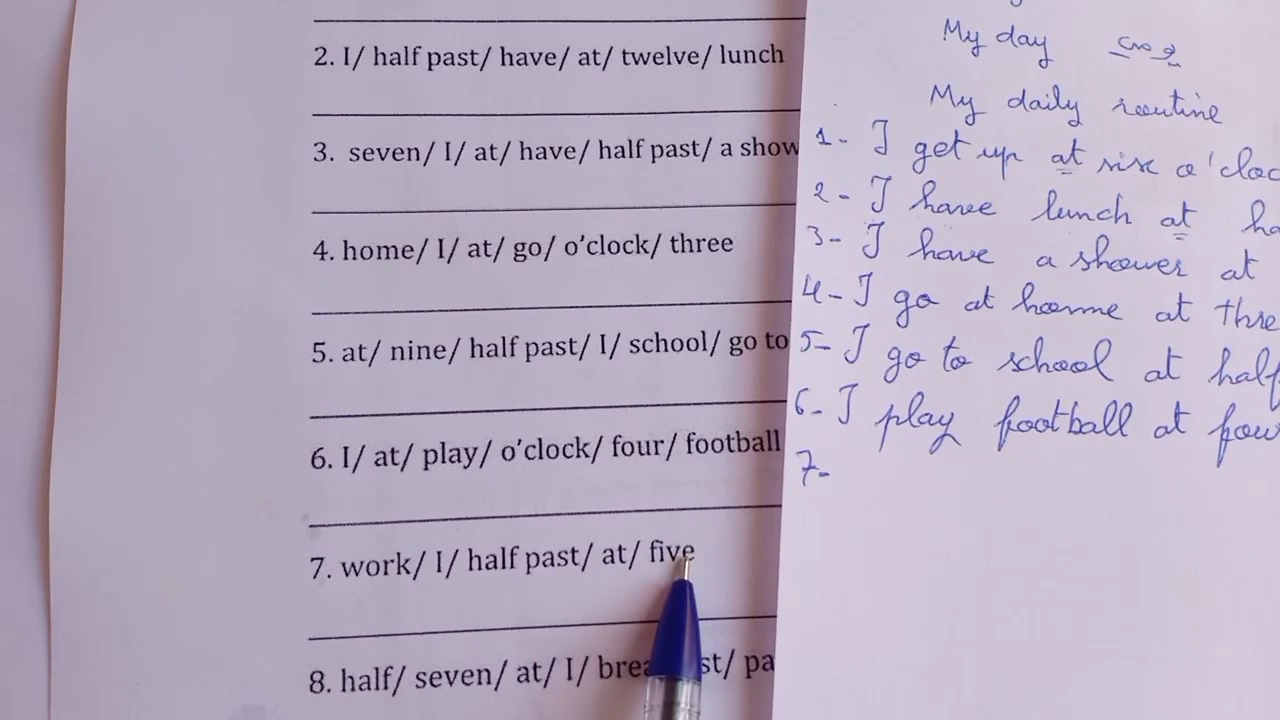 2. I/ half past/ have/ at/ twelve/ lunch
3. seven/ I/ at/ have/ half past/ a show
4. home/ I/ at/ go/ o'clock/ three
5. at/ nine/ half past/ I/ school/ go to
6. I/ at/ play/ o'clock/ four/ football
7. work/ I/ half past/ at/ five
8. half/ seven/ at/ I/ pa
My day
My daily routine
1- I get up at six o'cloc
2- I have lunch at ha
3- I have a shower at
4- I go at home at thre
5- I go to school at half
6- I play football at fou
7-